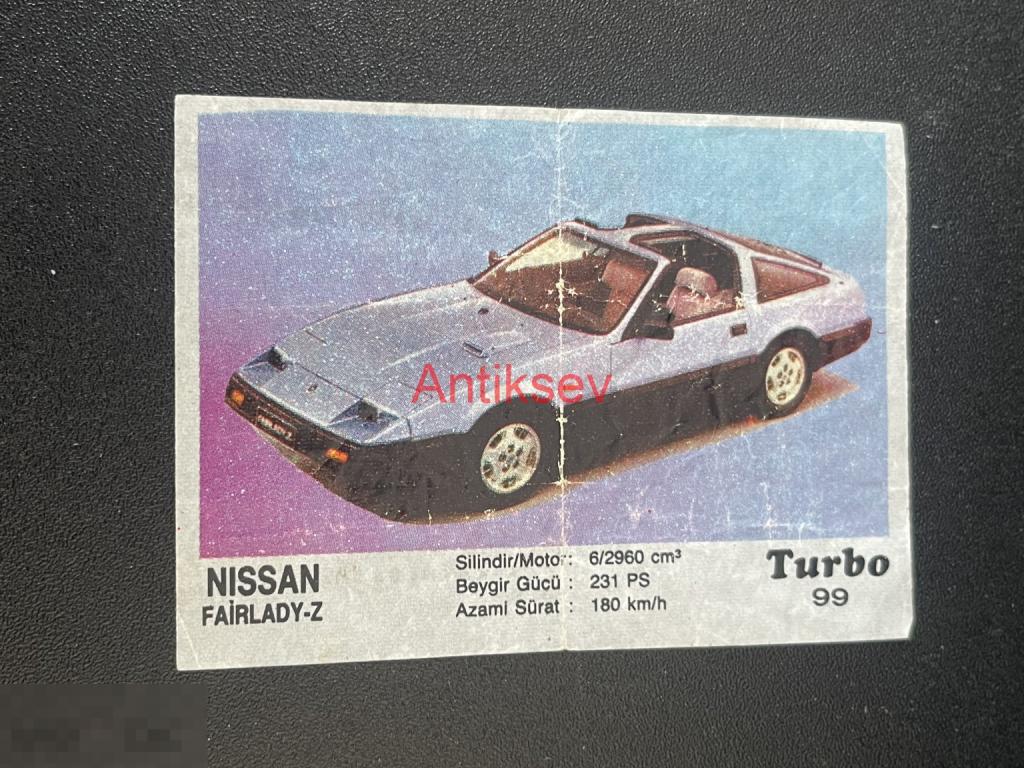 Antiksev
NISSAN
FAİRLADY-Z
Silindir/Motor: 6/2960 cm³
Beygir Gücü : 231 PS
Azami Sürat : 180 km/h
Turbo
99